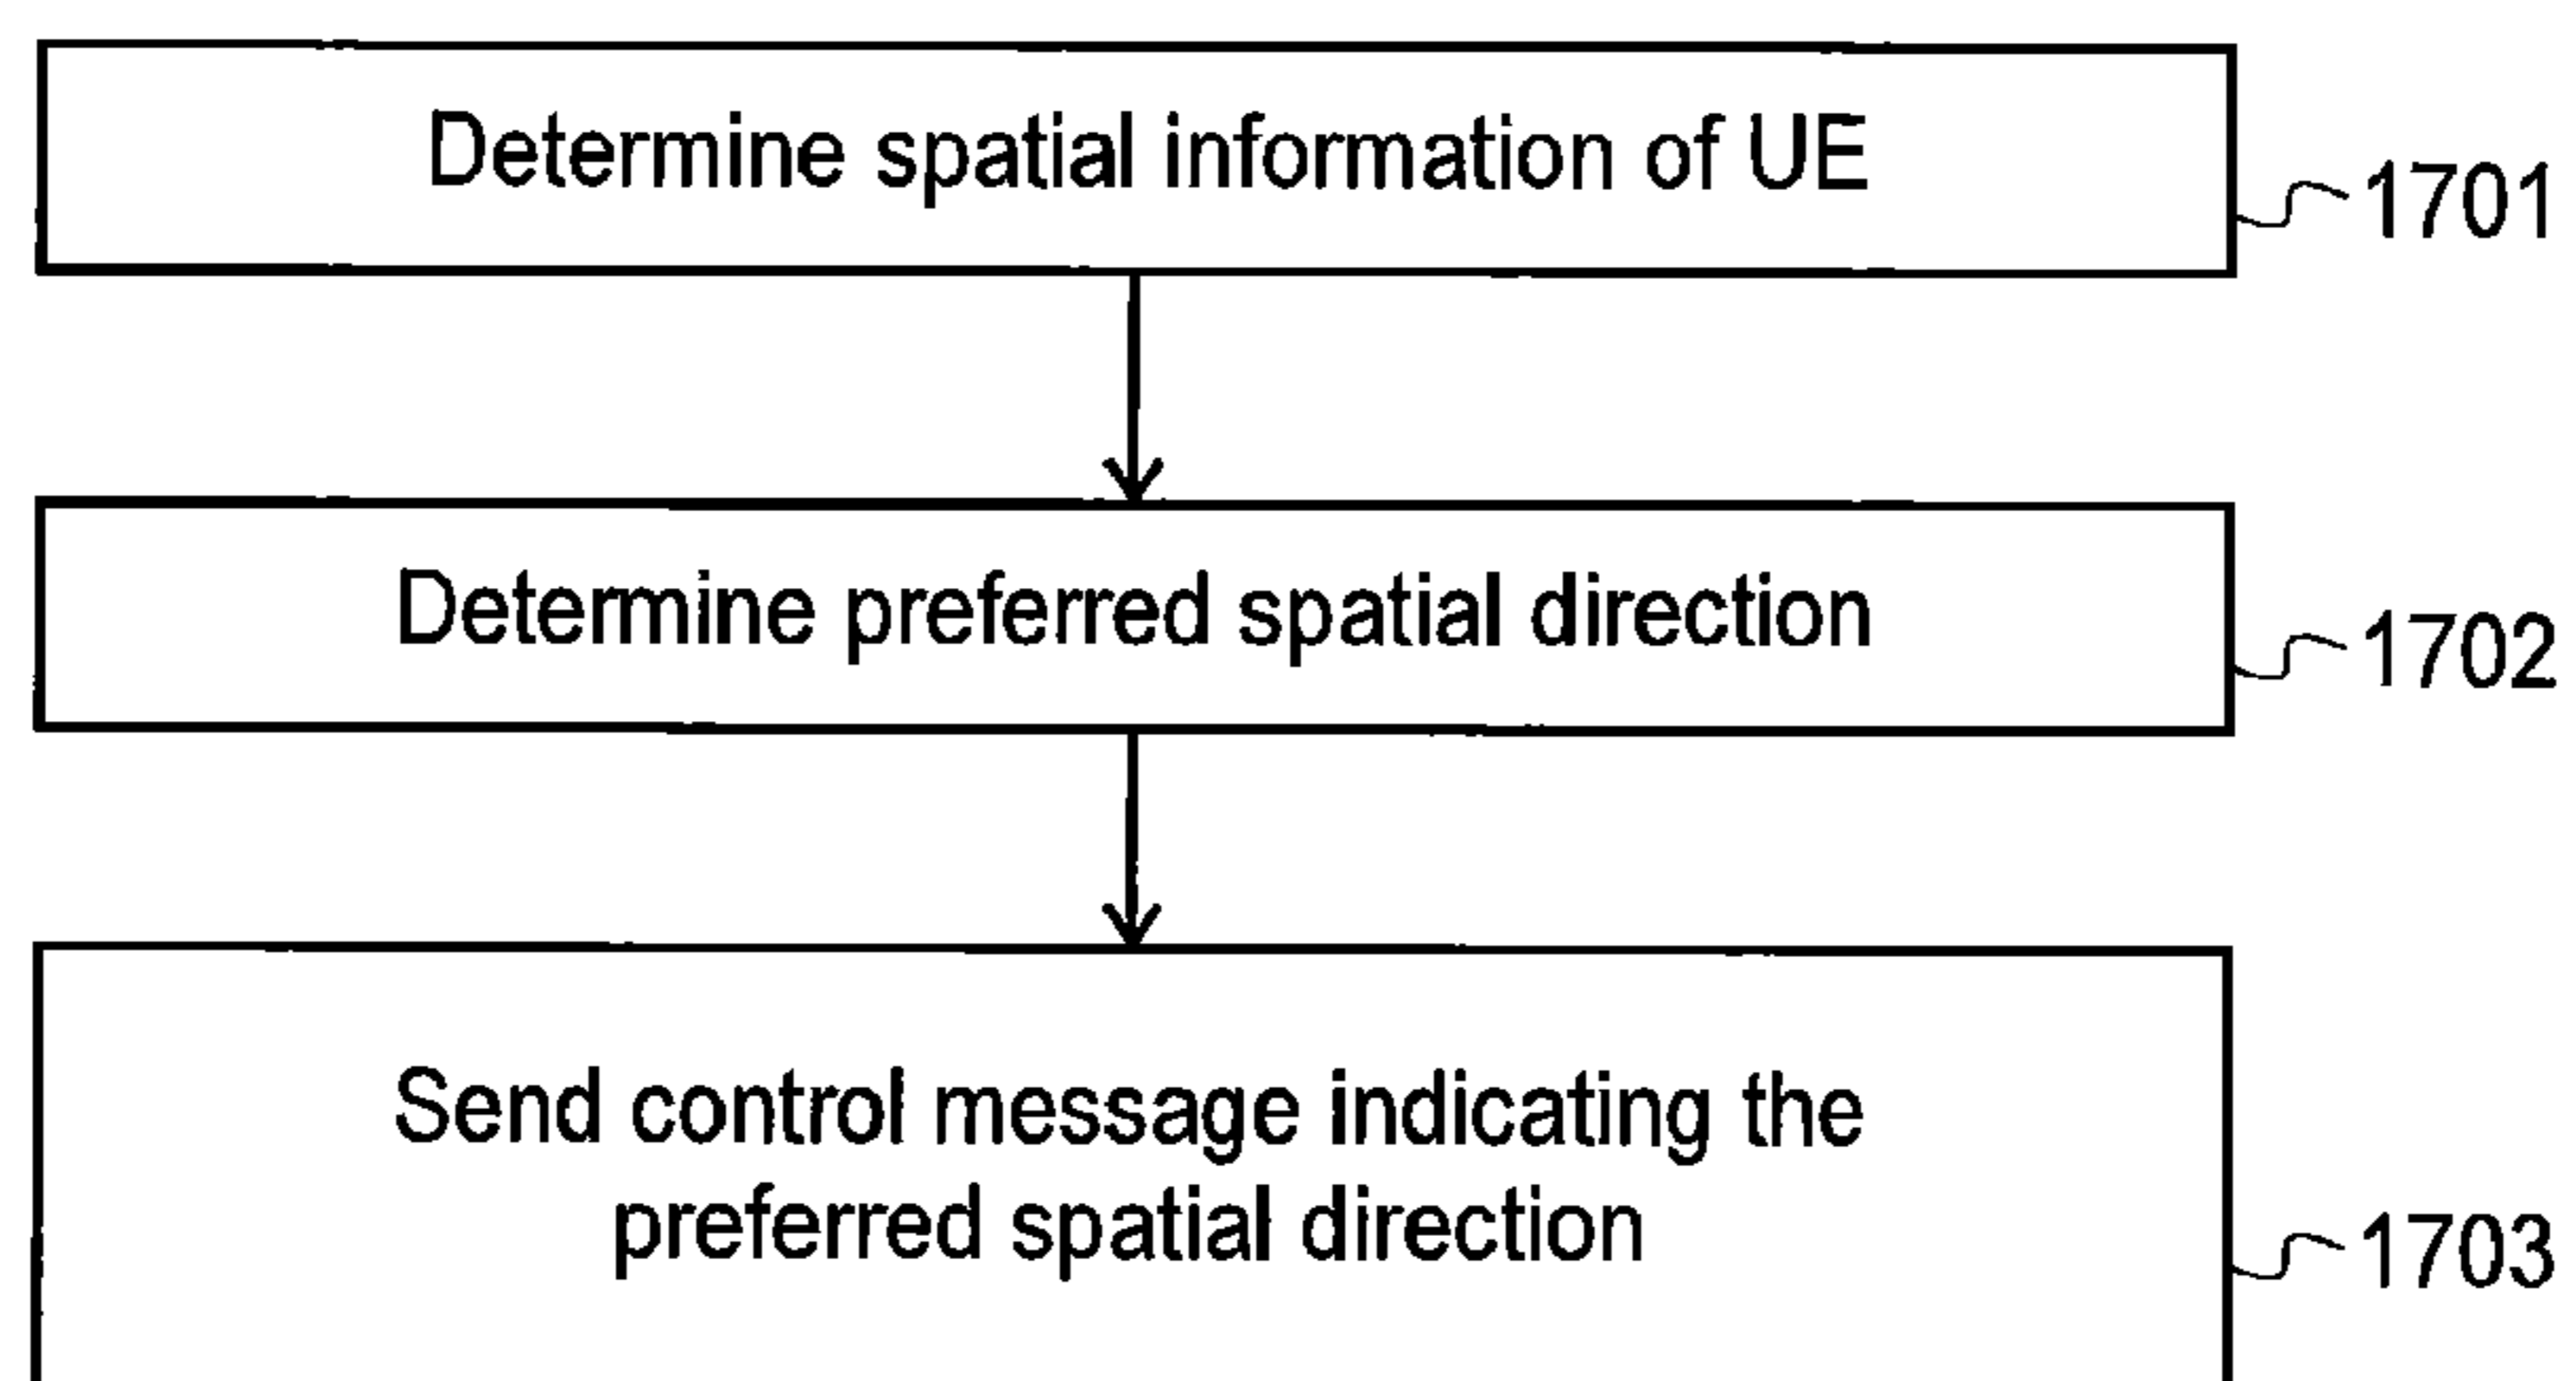 Determine spatial information of UE
1701
Determine preferred spatial direction
1702
Send control message indicating the
preferred spatial direction
1703